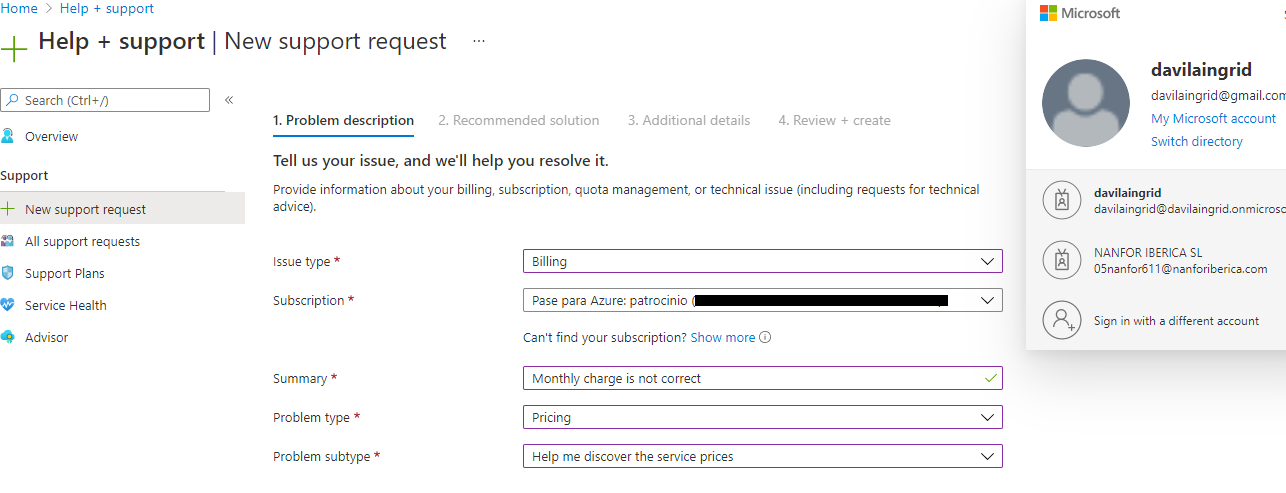 Home > Help + support
Help + support | New support request ...
Search (Ctrl+/) «
Overview
Support
New support request
All support requests
Support Plans
Service Health
Advisor
1. Problem description 2. Recommended solution 3. Additional details 4. Review + create
Tell us your issue, and we'll help you resolve it.
Provide information about your billing, subscription, quota management, or technical issue (including requests for technical
advice).
Issue type * Billing
Subscription * Pase para Azure: patrocinio (
Can't find your subscription? Show more
Summary * Monthly charge is not correct
Problem type * Pricing
Problem subtype * Help me discover the service prices
Microsoft
davilaingrid
davilaingrid@gmail.com
My Microsoft account
Switch directory
davilaingrid
davilaingrid@davilaingrid.onmicroso
NANFOR IBERICA SL
05nanfor611@nanforiberica.com
Sign in with a different account